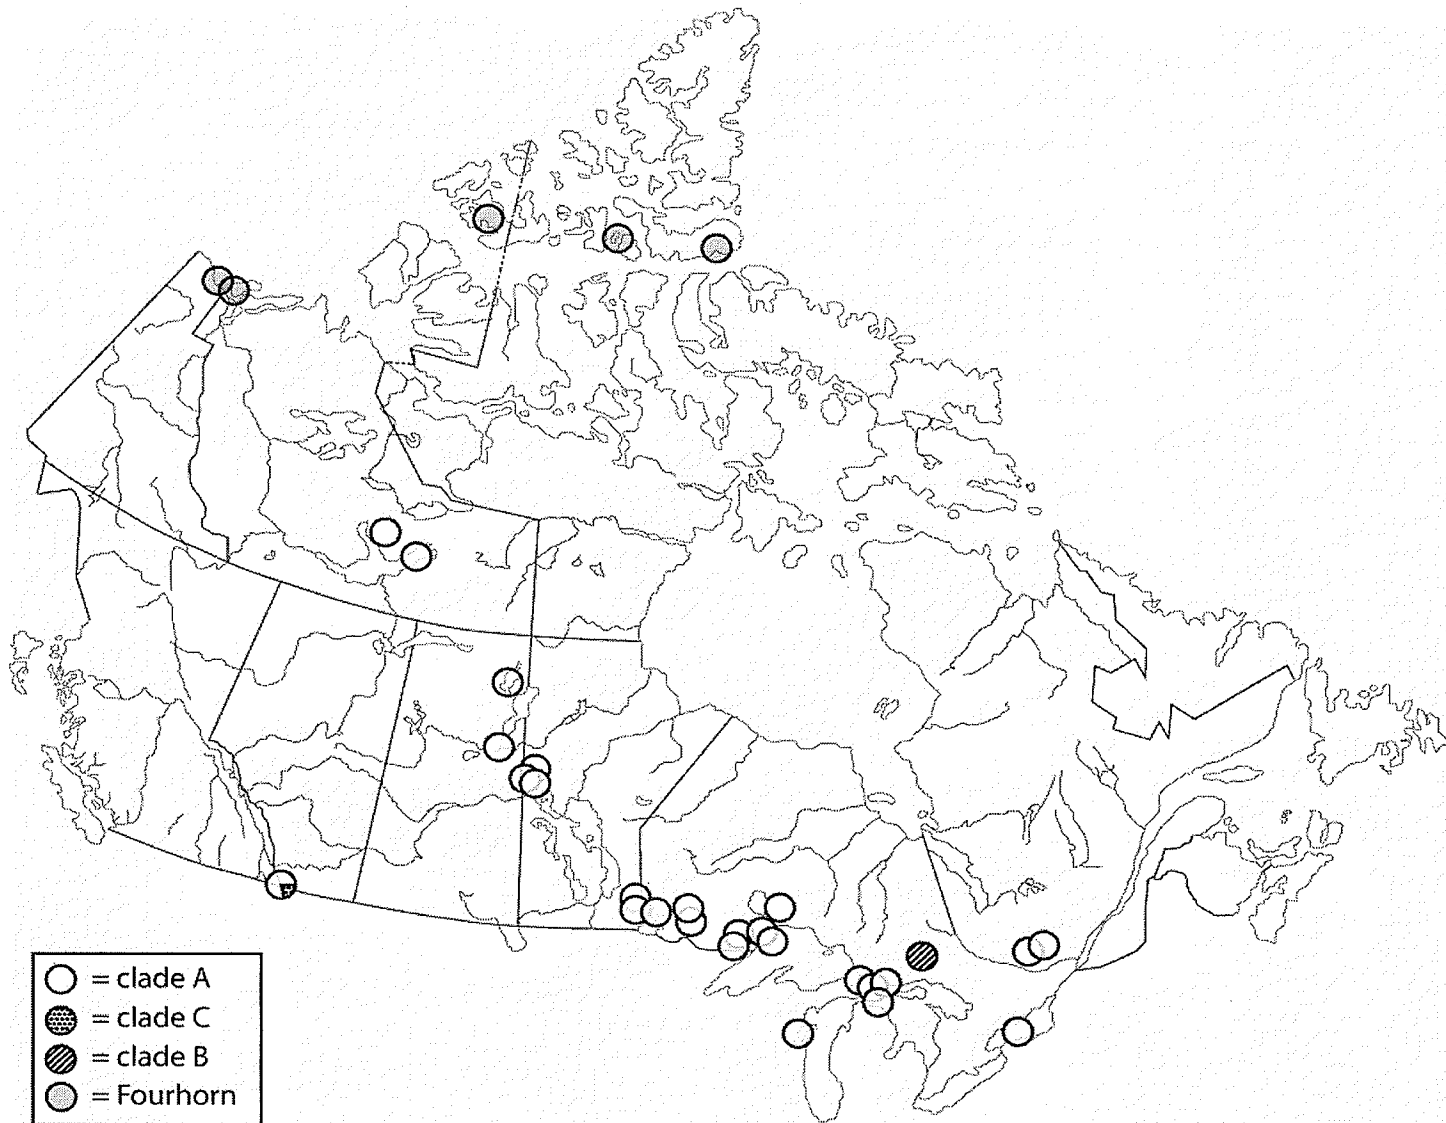 = clade A
= clade C
= clade B
= Fourhorn